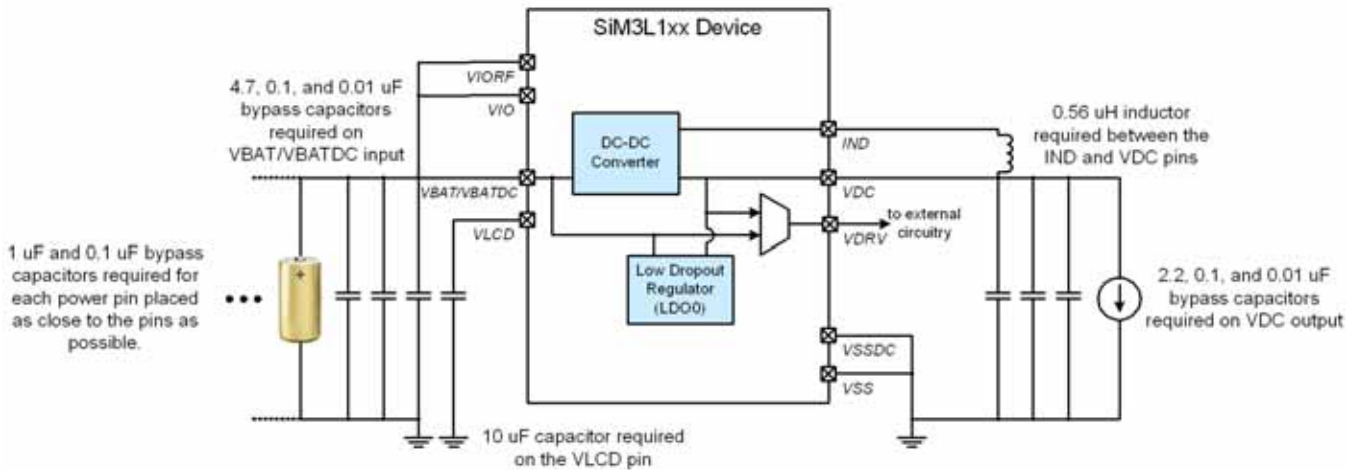 SiM3L1xx Device
VIORF
VIO
4.7, 0.1, and 0.01 uF
bypass capacitors
required on
VBAT/VBATDC input
DC-DC
Converter
IND
0.56 uH inductor
required between the
IND and VDC pins
VBAT/VBATDC
VDC
VLCD
VDRV
to external
circuitry
1 uF and 0.1 uF bypass
capacitors required for
each power pin placed
as close to the pins as
possible.
+
Low Dropout
Regulator
(LDO0)
2.2, 0.1, and 0.01 uF
bypass capacitors
required on VDC output
VSSDC
VSS
10 uF capacitor required
on the VLCD pin